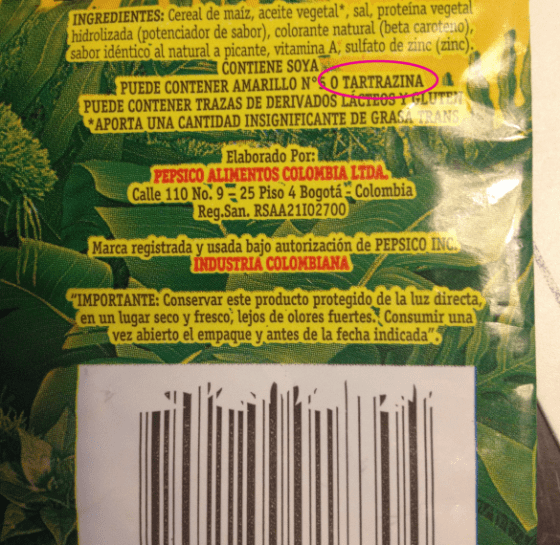 INGREDIENTES: Cereal de maíz, aceite vegetal*, sal, proteína vegetal
hidrolizada (potenciador de sabor), colorante natural (beta caroteno),
sabor idéntico al natural a picante, vitamina A, sulfato de zinc (zinc).
CONTIENE SOYA
PUEDE CONTENER AMARILLO N°5 O TARTRAZINA
PUEDE CONTENER TRAZAS DE DERIVADOS LÁCTEOS Y GLUTEN
*APORTA UNA CANTIDAD INSIGNIFICANTE DE GRASA TRANS
Elaborado Por:
PEPSICO ALIMENTOS COLOMBIA LTDA.
Calle 110 No. 9 – 25 Piso 4 Bogotá - Colombia
Reg.San. RSAA21I02700
Marca registrada y usada bajo autorización de PEPSICO INC.
INDUSTRIA COLOMBIANA
"IMPORTANTE: Conservar este producto protegido de la luz directa,
en un lugar seco y fresco, lejos de olores fuertes. Consumir una
vez abierto el empaque y antes de la fecha indicada".